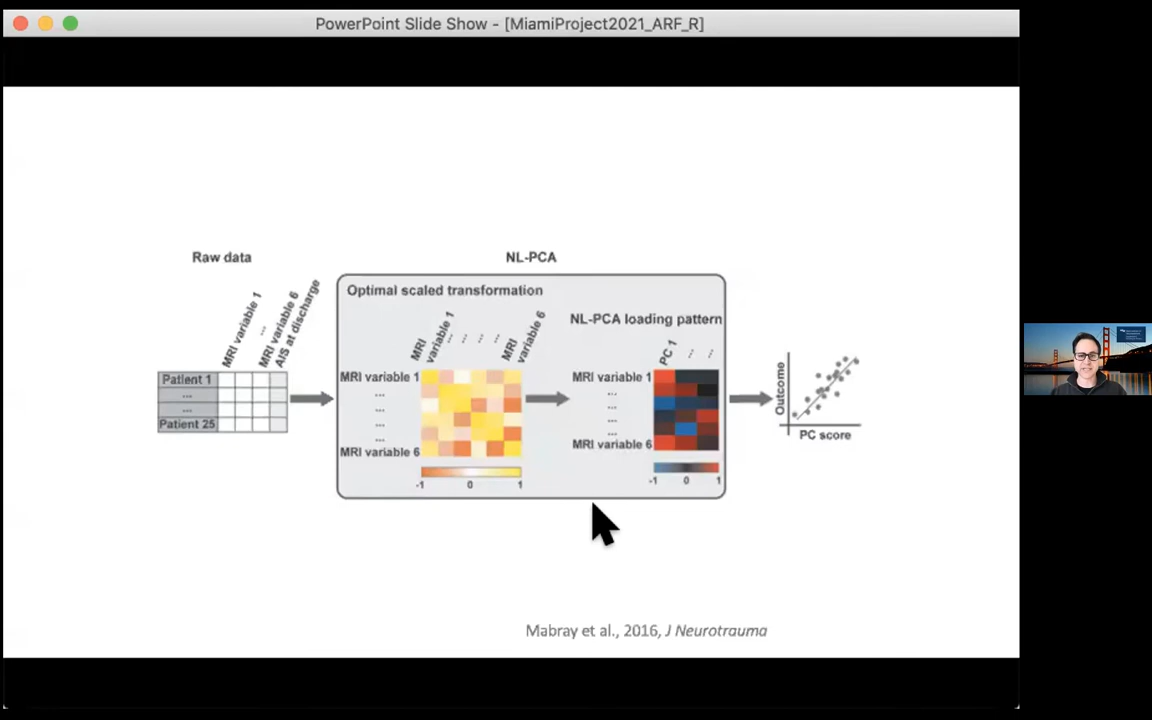 PowerPoint Slide Show - [MiamiProject2021_ARF_R]
Raw data
MRI variable 1
...
MRI variable 6
AIS at discharge
Patient 1
...
...
Patient 25
NL-PCA
Optimal scaled transformation
MRI variable 1
...
...
...
MRI variable 6
MRI variable 1
...
...
...
...
MRI variable 6
-1 0 1
NL-PCA loading pattern
PC 1
...
...
MRI variable 1
...
...
...
...
MRI variable 6
-1 0 1
Outcome
PC score
Mabray et al., 2016, J Neurotrauma